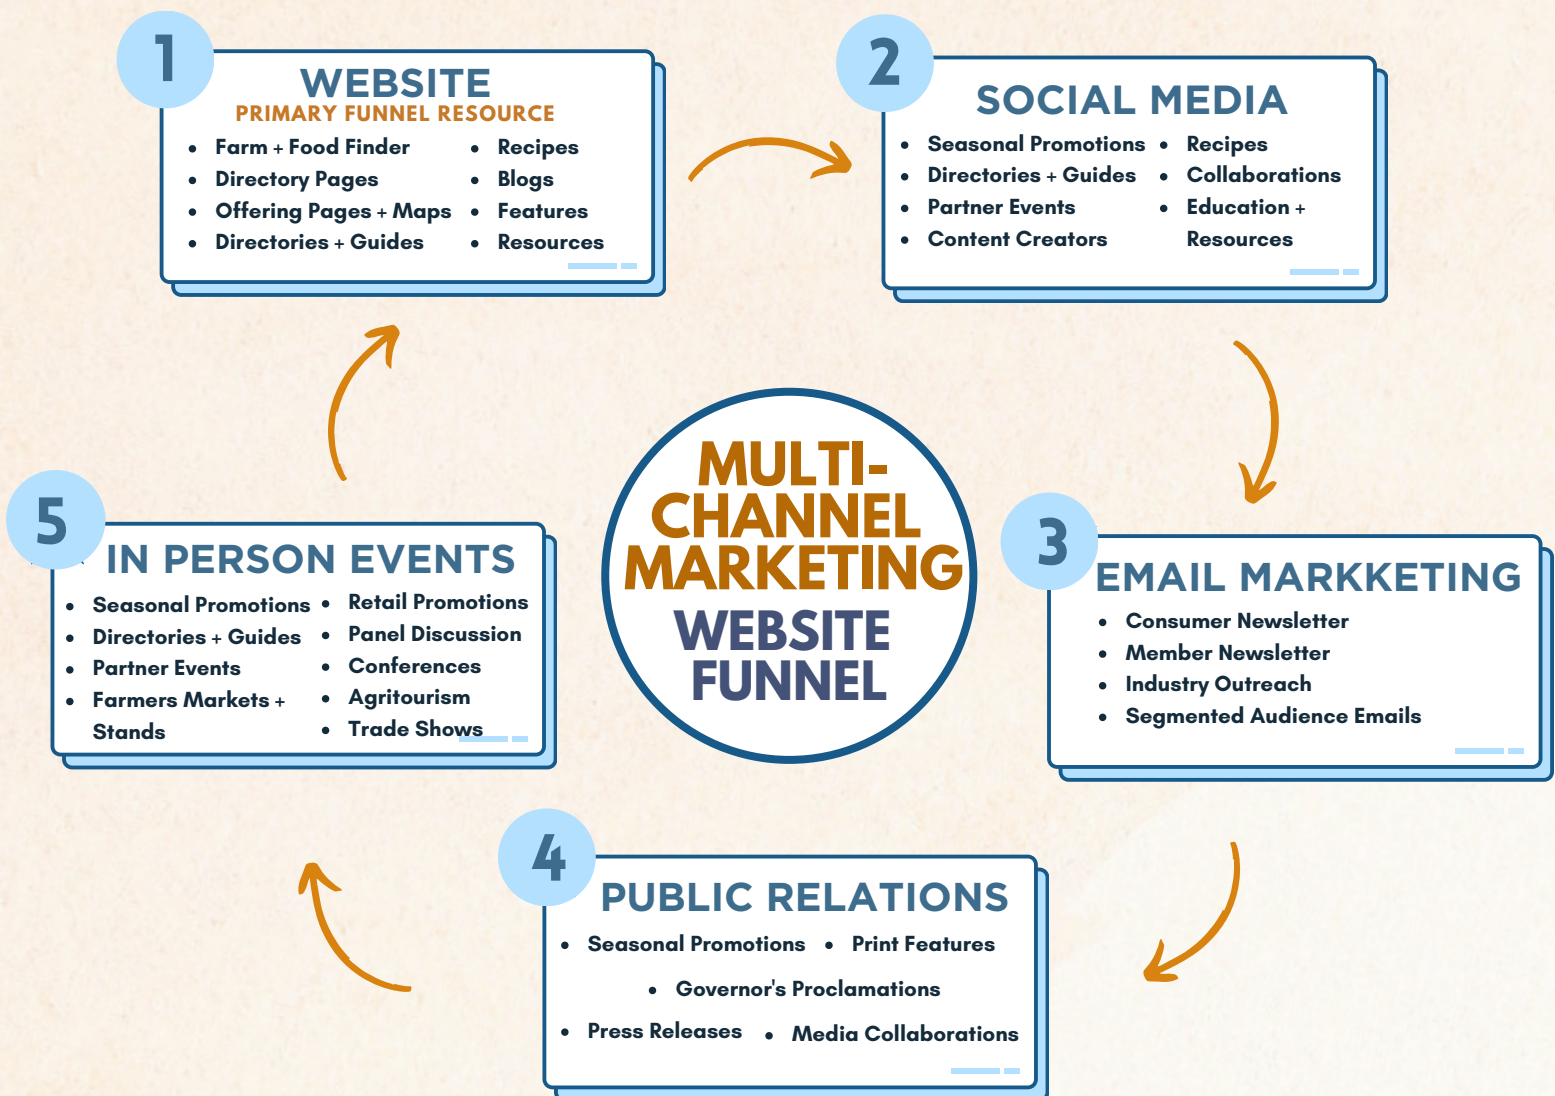 1
WEBSITE
PRIMARY FUNNEL RESOURCE
• Farm + Food Finder
• Directory Pages
• Offering Pages + Maps
• Directories + Guides
• Recipes
• Blogs
• Features
• Resources
2
SOCIAL MEDIA
• Seasonal Promotions
• Directories + Guides
• Partner Events
• Content Creators
• Recipes
• Collaborations
• Education +
Resources
MULTI-
CHANNEL
MARKETING
WEBSITE
FUNNEL
3
EMAIL MARKKETING
• Consumer Newsletter
• Member Newsletter
• Industry Outreach
• Segmented Audience Emails
4
PUBLIC RELATIONS
• Seasonal Promotions • Print Features
• Governor's Proclamations
• Press Releases • Media Collaborations
5
IN PERSON EVENTS
• Seasonal Promotions
• Directories + Guides
• Partner Events
• Farmers Markets +
Stands
• Retail Promotions
• Panel Discussion
• Conferences
• Agritourism
• Trade Shows